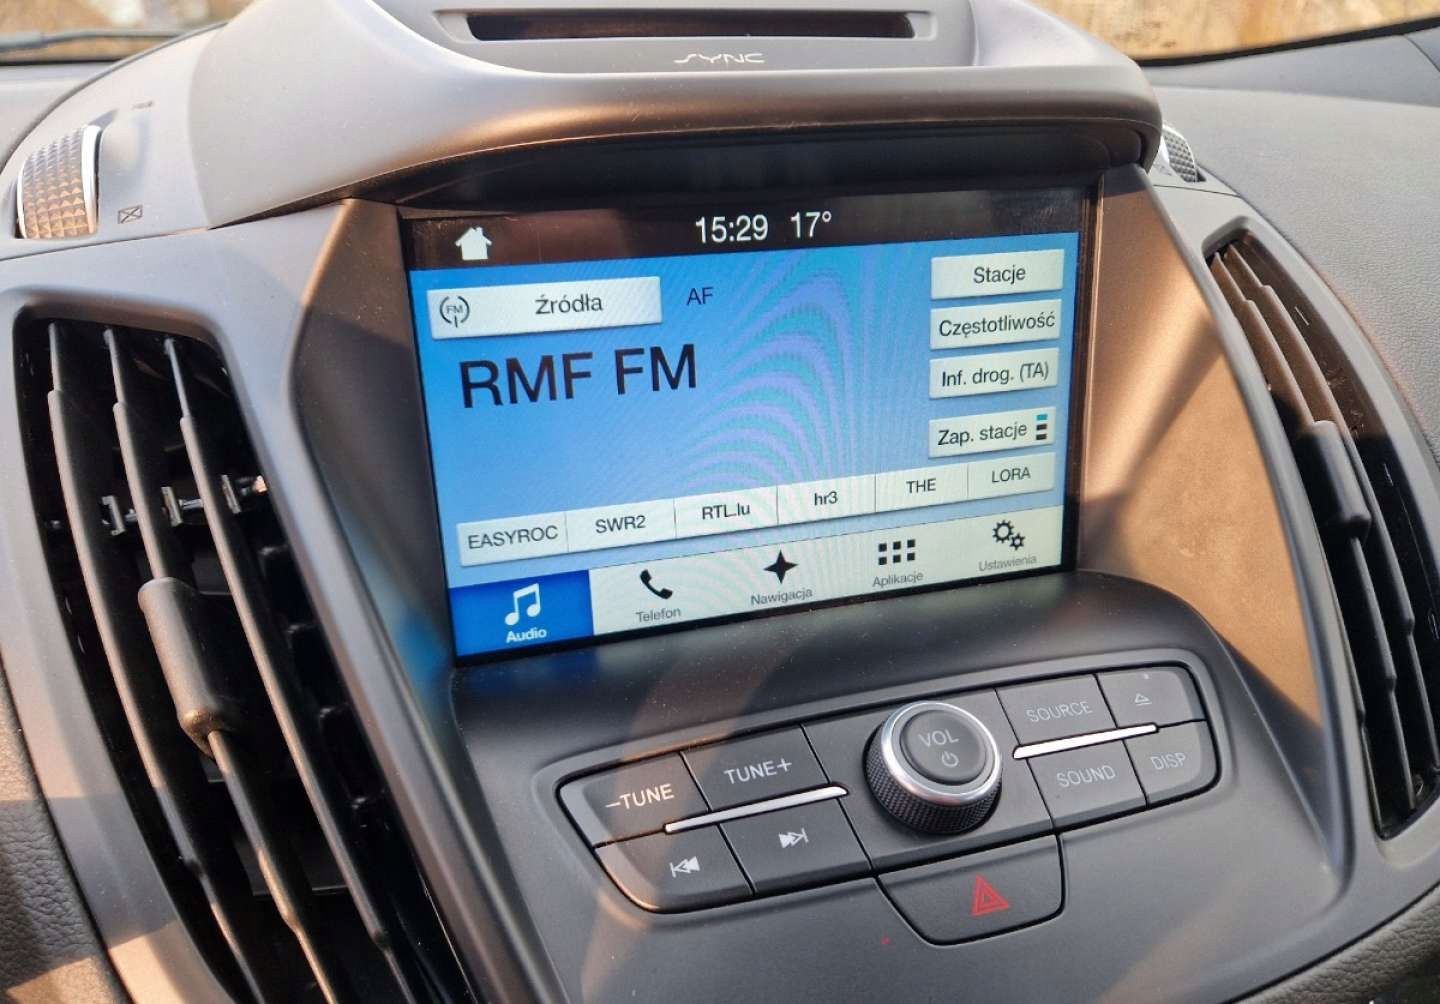 SYNC
15:29 17°
FM Źródła AF
Stacje
Częstotliwość
RMF FM
Inf. drog. (TA)
Zap. stacje
EASYROC SWR2 RTL.lu hr3 THE LORA
Audio Telefon Nawigacja Aplikacje Ustawienia
–TUNE TUNE+ VOL SOURCE
SOUND DISP